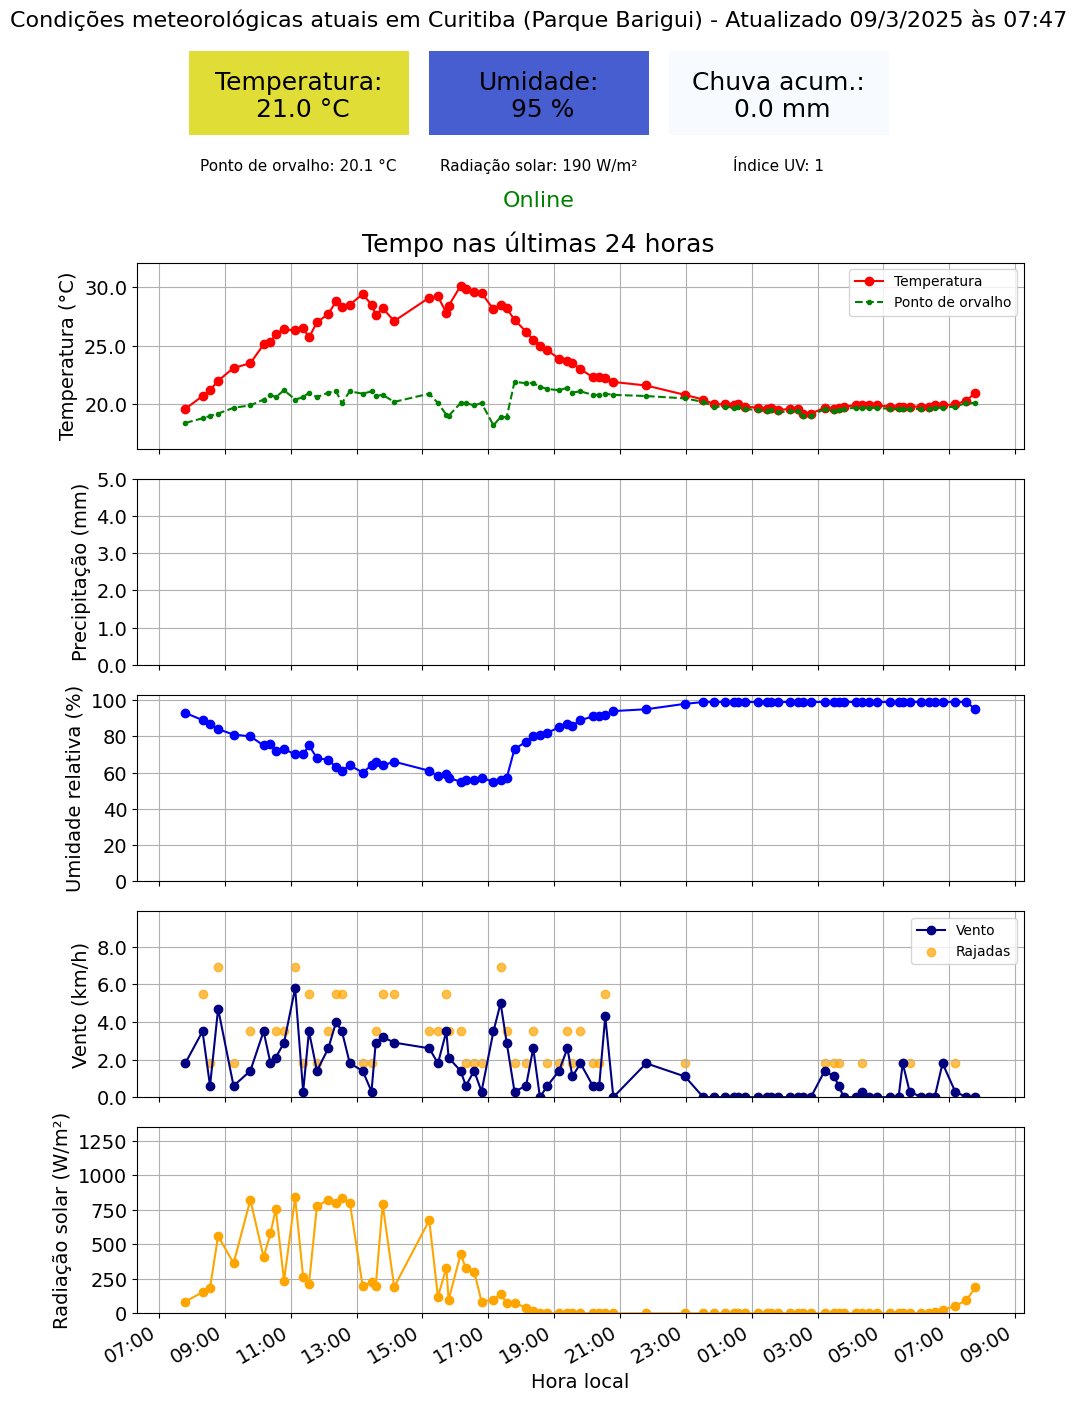 Condições meteorológicas atuais em Curitiba (Parque Barigui) - Atualizado 09/3/2025 às 07:47
Temperatura:
21.0 °C
Umidade:
95 %
Chuva acum.:
0.0 mm
Ponto de orvalho: 20.1 °C
Radiação solar: 190 W/m²
Índice UV: 1
Online
Tempo nas últimas 24 horas
Temperatura (°C)
30.0
25.0
20.0
Temperatura
Ponto de orvalho
Precipitação (mm)
5.0
4.0
3.0
2.0
1.0
0.0
Umidade relativa (%)
100
80
60
40
20
0
Vento (km/h)
8.0
6.0
4.0
2.0
0.0
Vento
Rajadas
Radiação solar (W/m²)
1250
1000
750
500
250
0
07:00
09:00
11:00
13:00
15:00
17:00
19:00
21:00
23:00
01:00
03:00
05:00
07:00
09:00
Hora local